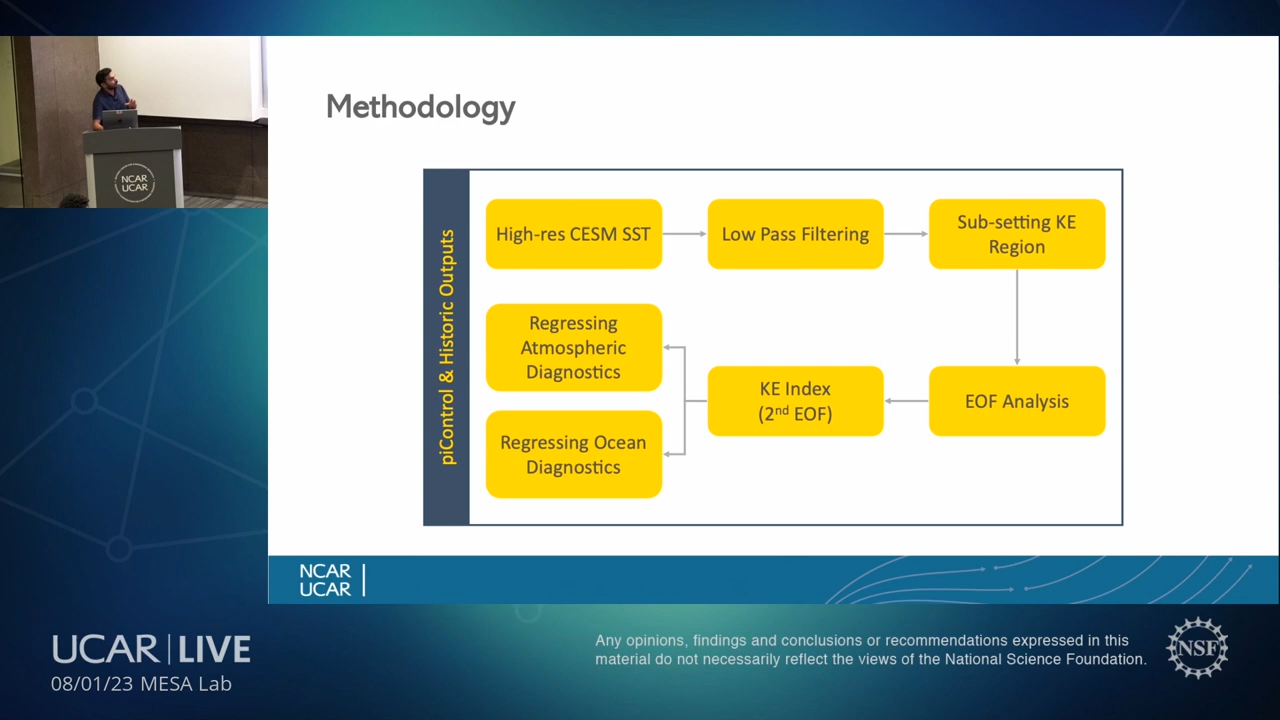 Methodology
piControl & Historic Outputs
High-res CESM SST
Low Pass Filtering
Sub-setting KE
Region
EOF Analysis
KE Index
(2nd EOF)
Regressing
Atmospheric
Diagnostics
Regressing Ocean
Diagnostics
NCAR
UCAR
NCAR
UCAR
UCAR | LIVE
08/01/23 MESA Lab
Any opinions, findings and conclusions or recommendations expressed in this
material do not necessarily reflect the views of the National Science Foundation.
NSF